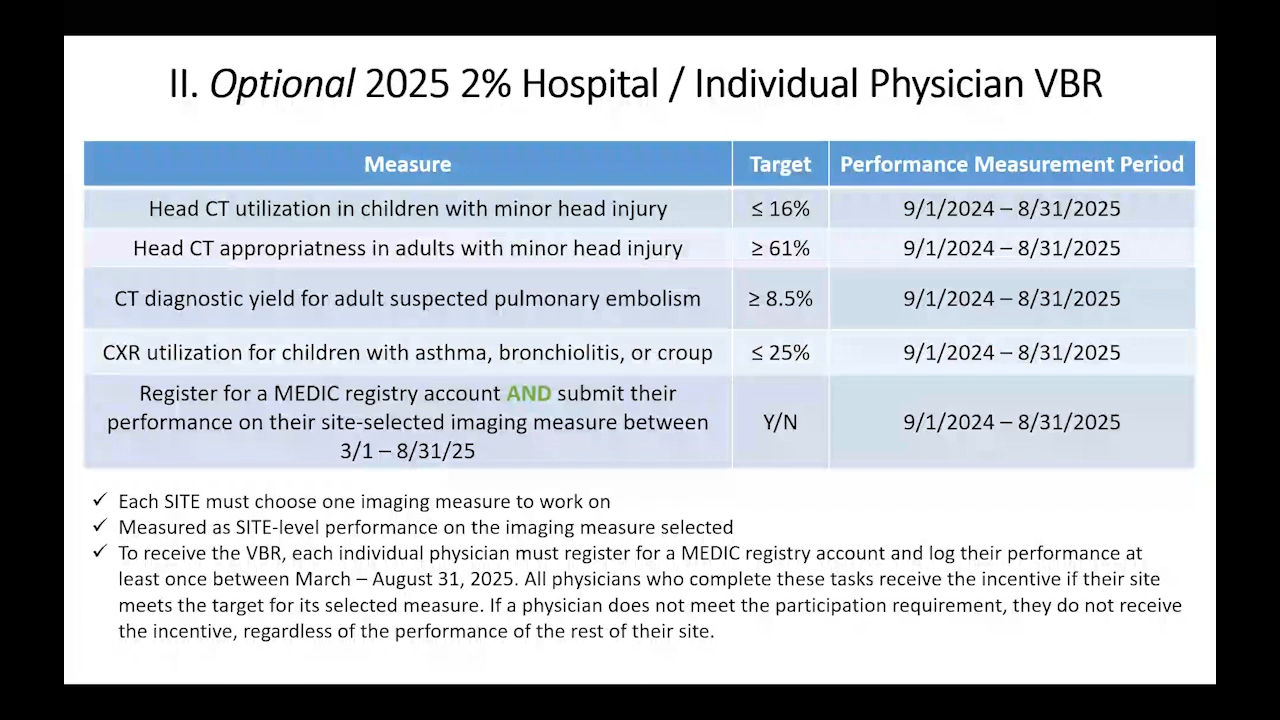 II. Optional 2025 2% Hospital / Individual Physician VBR
Measure Target Performance Measurement Period
Head CT utilization in children with minor head injury ≤ 16% 9/1/2024 – 8/31/2025
Head CT appropriatness in adults with minor head injury ≥ 61% 9/1/2024 – 8/31/2025
CT diagnostic yield for adult suspected pulmonary embolism ≥ 8.5% 9/1/2024 – 8/31/2025
CXR utilization for children with asthma, bronchiolitis, or croup ≤ 25% 9/1/2024 – 8/31/2025
Register for a MEDIC registry account AND submit their
performance on their site-selected imaging measure between Y/N 9/1/2024 – 8/31/2025
3/1 – 8/31/25
✓ Each SITE must choose one imaging measure to work on
✓ Measured as SITE-level performance on the imaging measure selected
✓ To receive the VBR, each individual physician must register for a MEDIC registry account and log their performance at
least once between March – August 31, 2025. All physicians who complete these tasks receive the incentive if their site
meets the target for its selected measure. If a physician does not meet the participation requirement, they do not receive
the incentive, regardless of the performance of the rest of their site.